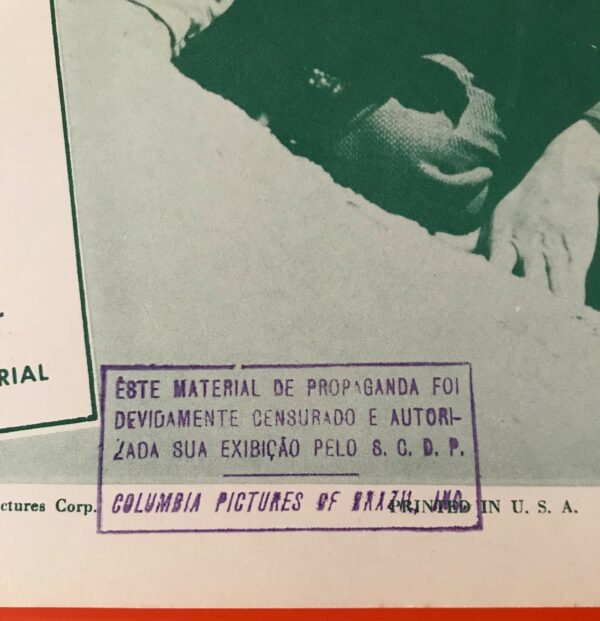 RIAL
ÊSTE MATERIAL DE PROPAGANDA FOI
DEVIDAMENTE CENSURADO E AUTORI-
ZADA SUA EXIBIÇÃO PELO S. C. D. P.
COLUMBIA PICTURES OF BRAZIL, INC.
ctures Corp.
PRINTED IN U. S. A.